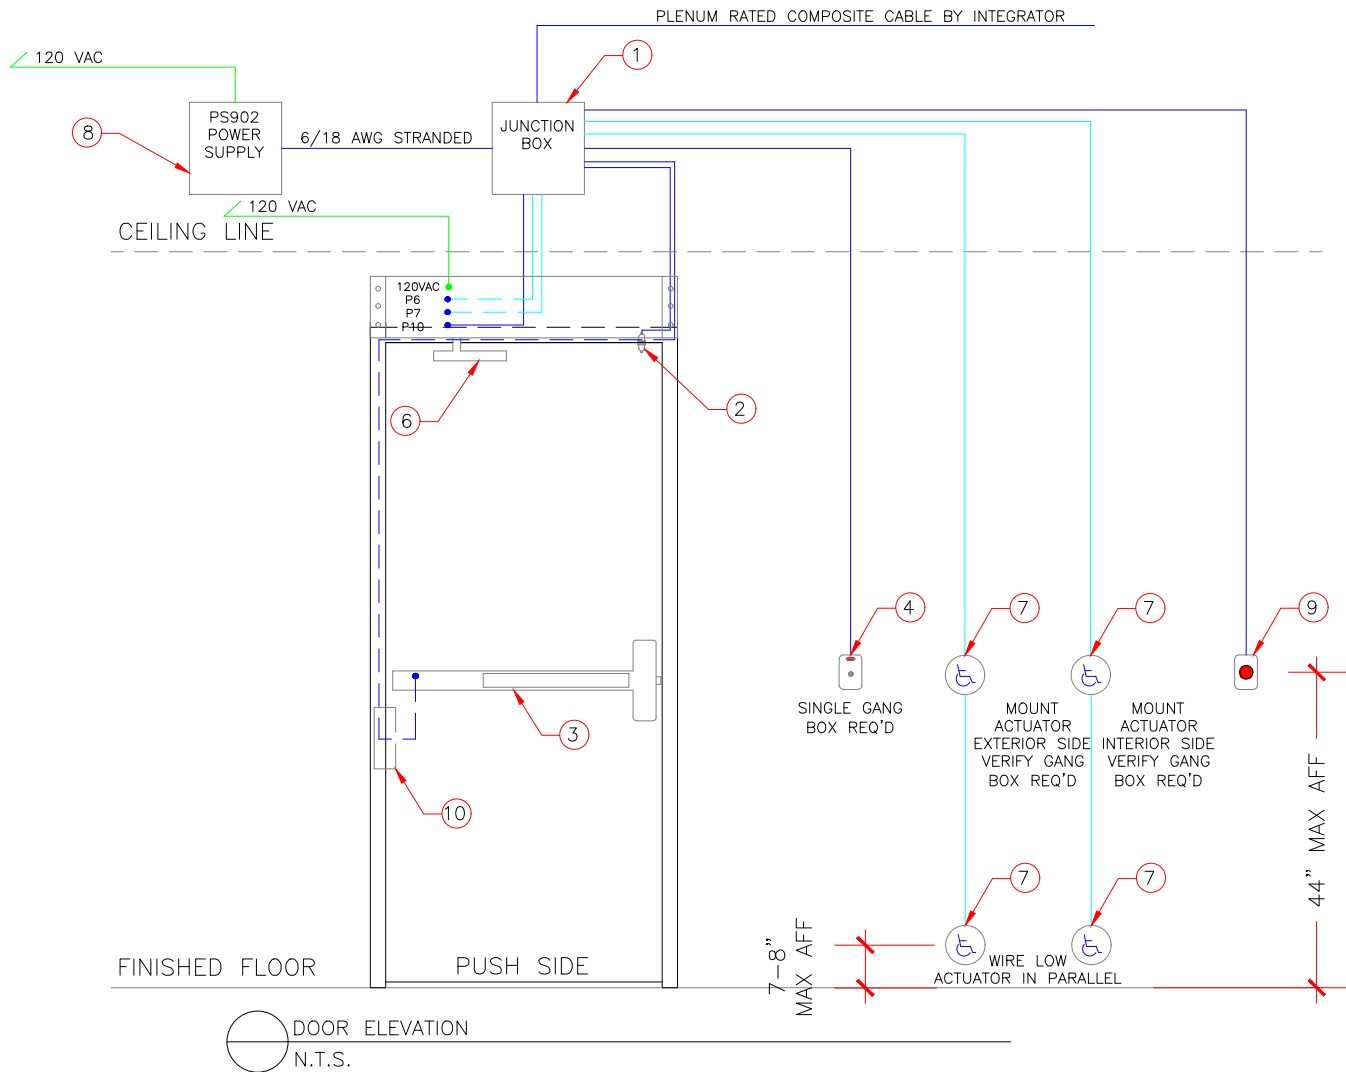 PLENUM RATED COMPOSITE CABLE BY INTEGRATOR
120 VAC
1
PS902
POWER
SUPPLY
8
6/18 AWG STRANDED
JUNCTION
BOX
120 VAC
CEILING LINE
120VAC
P6
P7
P10
6
2
4
7
7
9
SINGLE GANG
BOX REQ'D
MOUNT
ACTUATOR
EXTERIOR SIDE
VERIFY GANG
BOX REQ'D
MOUNT
ACTUATOR
INTERIOR SIDE
VERIFY GANG
BOX REQ'D
3
10
44" MAX AFF
7
7
7-8"
MAX AFF
WIRE LOW
ACTUATOR IN PARALLEL
FINISHED FLOOR
PUSH SIDE
DOOR ELEVATION
N.T.S.